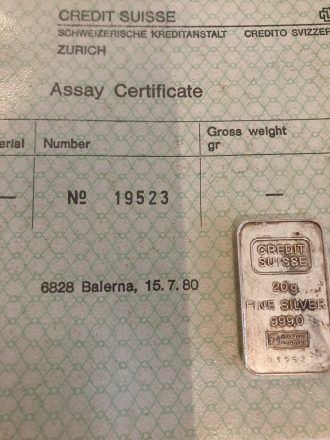 CREDIT SUISSE
SCHWEIZERISCHE KREDITANSTALT CREDITO SVIZZER
ZURICH
Assay Certificate
erial Number Gross weight
gr
— No 19523 —
6828 Balerna, 15.7.80
CREDIT
SUISSE
20g
FINE SILVER
999,0